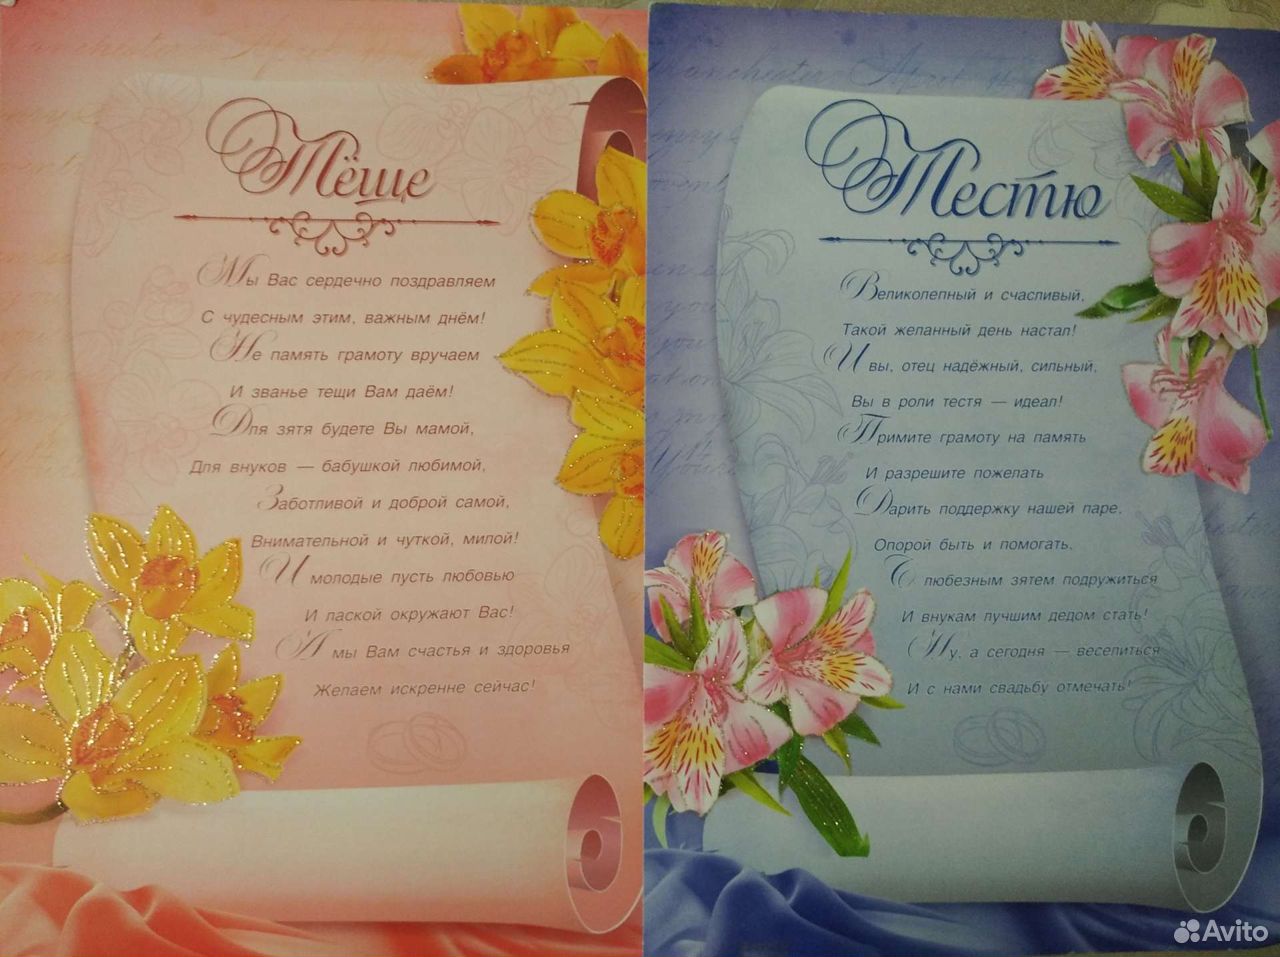 Тёще
Мы Вас сердечно поздравляем
С чудесным этим, важным днём!
Не память грамоту вручаем
И званье тещи Вам даём!
Для зятя будете Вы мамой,
Для внуков — бабушкой любимой,
Заботливой и доброй самой,
Внимательной и чуткой, милой!
И молодые пусть любовью
И лаской окружают Вас!
А мы Вам счастья и здоровья
Желаем искренне сейчас!
Тестю
Великолепный и счасливый,
Такой желанный день настал!
И вы, отец надёжный, сильный,
Вы в роли тестя — идеал!
Примите грамоту на память
И разрешите пожелать
Дарить поддержку нашей паре,
Опорой быть и помогать,
С любезным зятем подружиться
И внукам лучшим дедом стать!
Ну, а сегодня — веселиться
И с нами свадьбу отмечать!
Avito